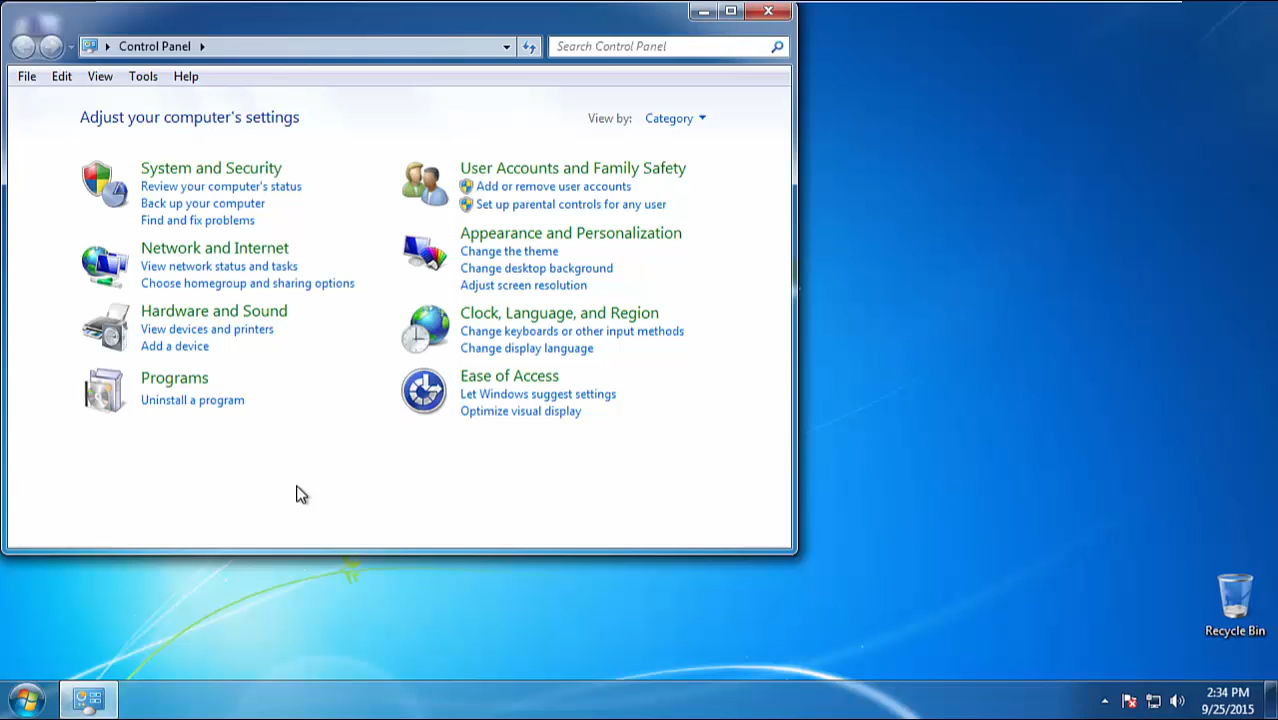 Control Panel
Search Control Panel
File Edit View Tools Help
Adjust your computer's settings
View by: Category
System and Security
Review your computer's status
Back up your computer
Find and fix problems
Network and Internet
View network status and tasks
Choose homegroup and sharing options
Hardware and Sound
View devices and printers
Add a device
Programs
Uninstall a program
User Accounts and Family Safety
Add or remove user accounts
Set up parental controls for any user
Appearance and Personalization
Change the theme
Change desktop background
Adjust screen resolution
Clock, Language, and Region
Change keyboards or other input methods
Change display language
Ease of Access
Let Windows suggest settings
Optimize visual display
Recycle Bin
2:34 PM
9/25/2015